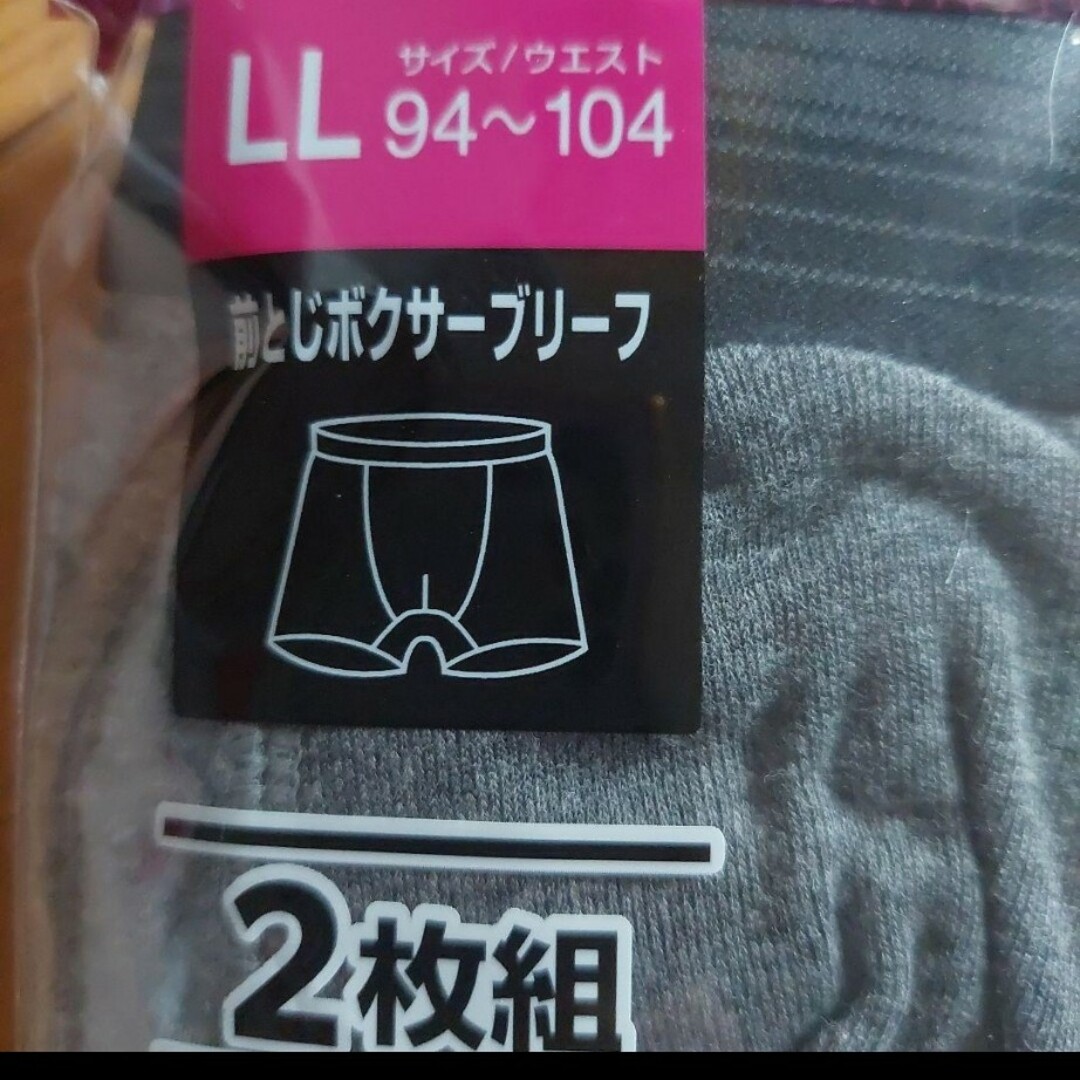 サイズ/ウエスト
LL 94〜104
前とじボクサーブリーフ
2枚組